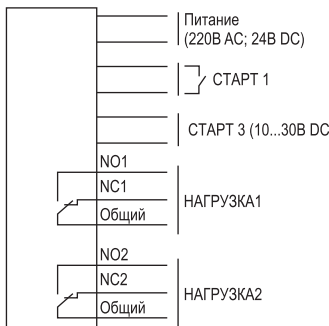 Питание
(220В AC; 24В DC)
СТАРТ 1
СТАРТ 3 (10...30В DC
NO1
NC1
Общий
НАГРУЗКА1
NO2
NC2
Общий
НАГРУЗКА2